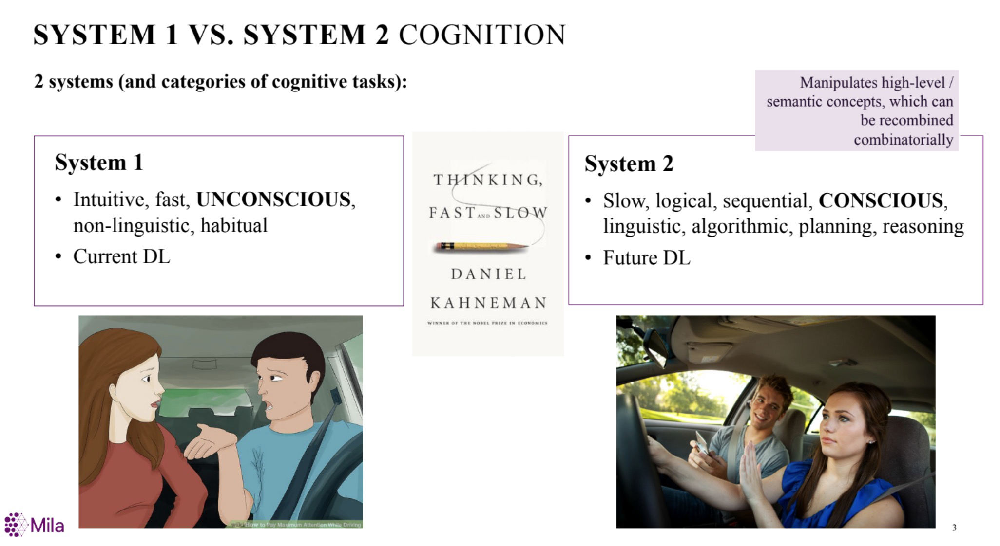 SYSTEM 1 VS. SYSTEM 2 COGNITION
2 systems (and categories of cognitive tasks):
Manipulates high-level /
semantic concepts, which can
be recombined
combinatorially
System 1
• Intuitive, fast, UNCONSCIOUS,
non-linguistic, habitual
• Current DL
THINKING,
FAST AND SLOW
DANIEL
KAHNEMAN
WINNER OF THE NOBEL PRIZE IN ECONOMICS
System 2
• Slow, logical, sequential, CONSCIOUS,
linguistic, algorithmic, planning, reasoning
• Future DL
wikiHow to Pay Maximum Attention While Driving
Mila
3